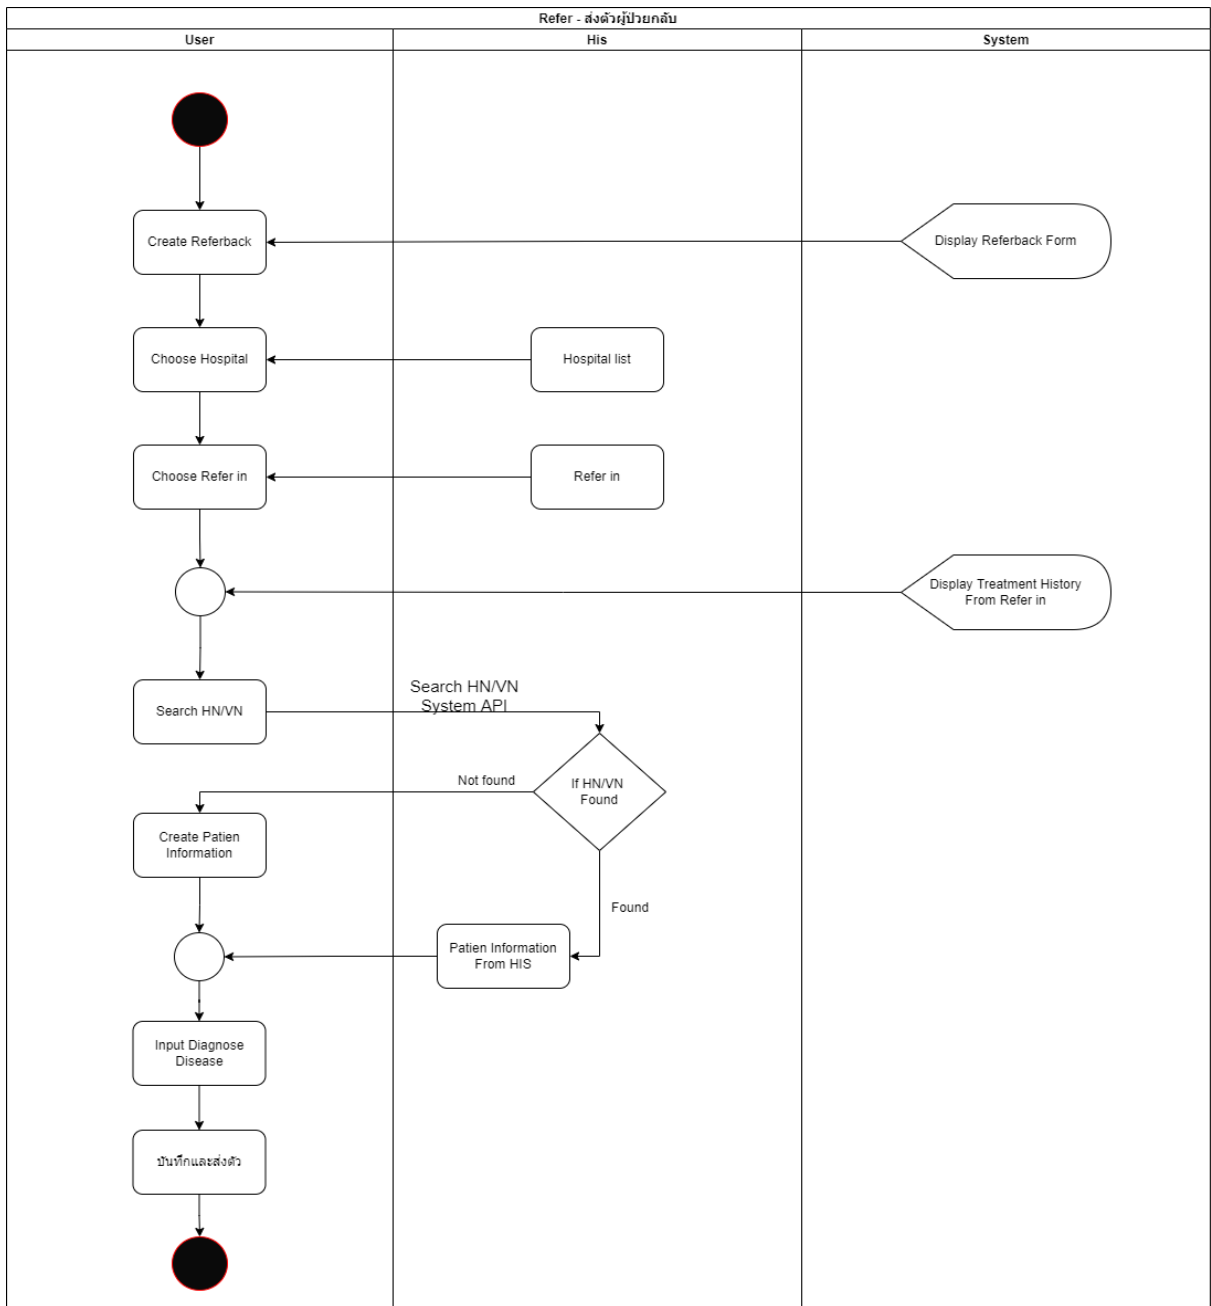 Refer - ส่งตัวผู้ป่วยกลับ
User
His
System
Create Referback
Display Referback Form
Choose Hospital
Hospital list
Choose Refer in
Refer in
Display Treatment History
From Refer in
Search HN/VN
Search HN/VN
System API
If HN/VN
Found
Not found
Create Patien
Information
Found
Patien Information
From HIS
Input Diagnose
Disease
บันทึกและส่งตัว